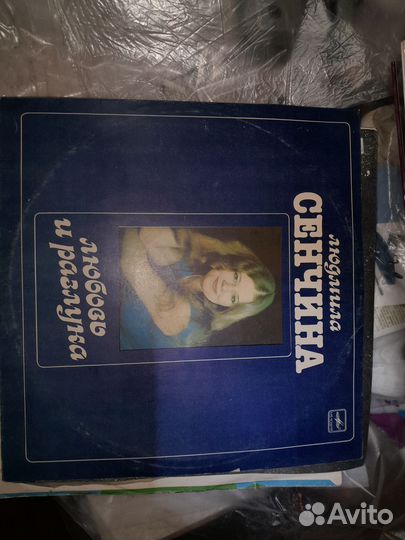 Людмила
СЕНЧИНА
любовь
и разлука
Avito